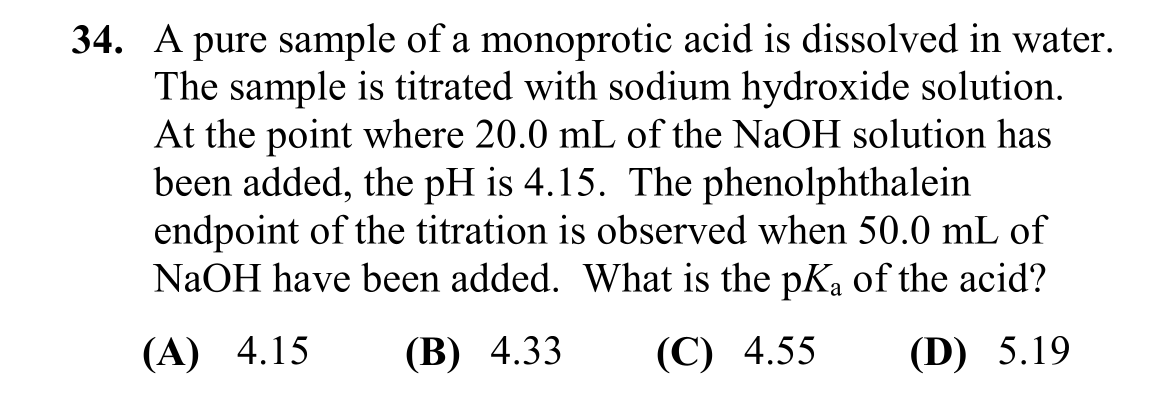 34. A pure sample of a monoprotic acid is dissolved in water.
The sample is titrated with sodium hydroxide solution.
At the point where 20.0 mL of the NaOH solution has
been added, the pH is 4.15. The phenolphthalein
endpoint of the titration is observed when 50.0 mL of
NaOH have been added. What is the pKₐ of the acid?
(A) 4.15 (B) 4.33 (C) 4.55 (D) 5.19